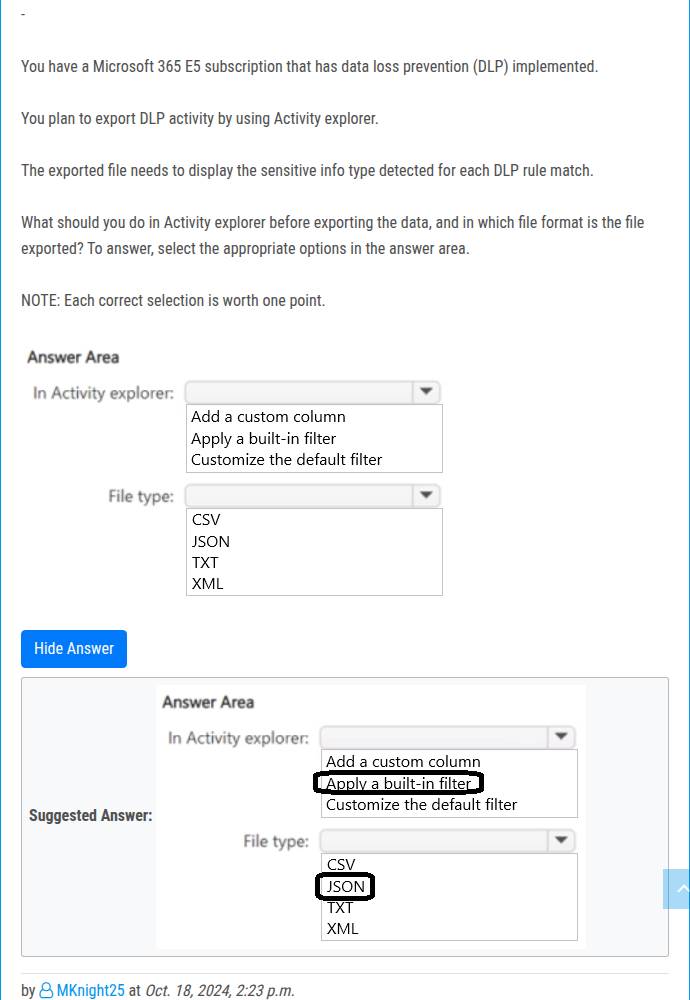 -
You have a Microsoft 365 E5 subscription that has data loss prevention (DLP) implemented.
You plan to export DLP activity by using Activity explorer.
The exported file needs to display the sensitive info type detected for each DLP rule match.
What should you do in Activity explorer before exporting the data, and in which file format is the file
exported? To answer, select the appropriate options in the answer area.
NOTE: Each correct selection is worth one point.
Answer Area
In Activity explorer:
Add a custom column
Apply a built-in filter
Customize the default filter
File type:
CSV
JSON
TXT
XML
Hide Answer
Suggested Answer:
Answer Area
In Activity explorer:
Add a custom column
Apply a built-in filter
Customize the default filter
File type:
CSV
JSON
TXT
XML
by MKnight25 at Oct. 18, 2024, 2:23 p.m.